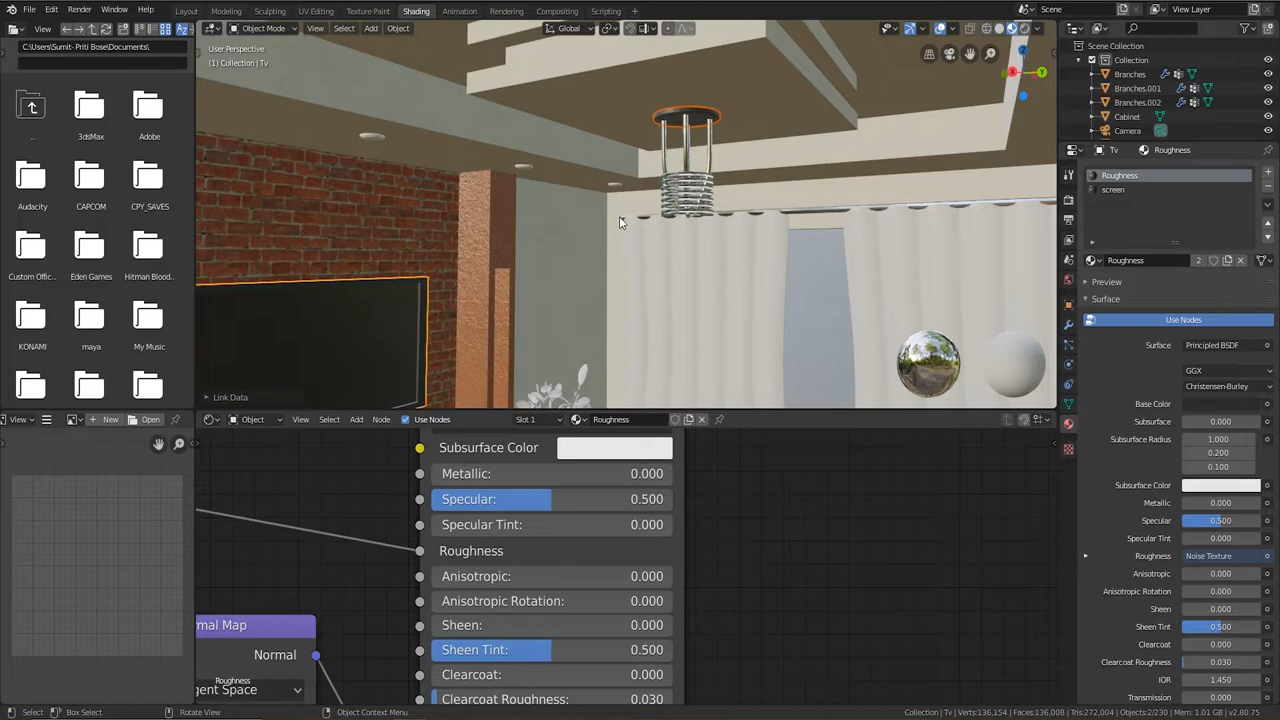 File Edit Render Window Help Layout Modeling Sculpting UV Editing Texture Paint Shading Animation Rendering Compositing Scripting + Scene View Layer
View
Object Mode View Select Add Object Global
C:\Users\Sumit- Priti Bose\Documents\
User Perspective
(1) Collection | Tv
Scene Collection
Collection
Branches
Branches.001
Branches.002
Cabinet
Camera
.. 3dsMax Adobe
Audacity CAPCOM CPY_SAVES
Custom Offic... Eden Games Hitman Blood...
KONAMI maya My Music
Tv Roughness
Roughness
screen
Roughness 2
Preview
Surface
Use Nodes
Surface Principled BSDF
GGX
Christensen-Burley
Base Color
Subsurface 0.000
Subsurface Radius 1.000
0.200
0.100
Subsurface Color
Metallic 0.000
Specular 0.500
Specular Tint 0.000
Roughness Noise Texture
Anisotropic 0.000
Anisotropic Rotation 0.000
Sheen 0.000
Sheen Tint 0.500
Clearcoat 0.000
Clearcoat Roughness 0.030
IOR 1.450
Transmission 0.000
Link Data
View New Open
Object View Select Add Node Use Nodes Slot 1 Roughness
Subsurface Color
Metallic: 0.000
Specular: 0.500
Specular Tint: 0.000
Roughness
Anisotropic: 0.000
Anisotropic Rotation: 0.000
Sheen: 0.000
Sheen Tint: 0.500
Clearcoat: 0.000
Clearcoat Roughness: 0.030
rmal Map
Normal
gent Space
Roughness
Select Box Select Rotate View Object Context Menu Collection | Tv | Verts:136,154 | Faces:136,008 | Tris:272,004 | Objects:2/230 | Mem: 1.01 GB | v2.80.75